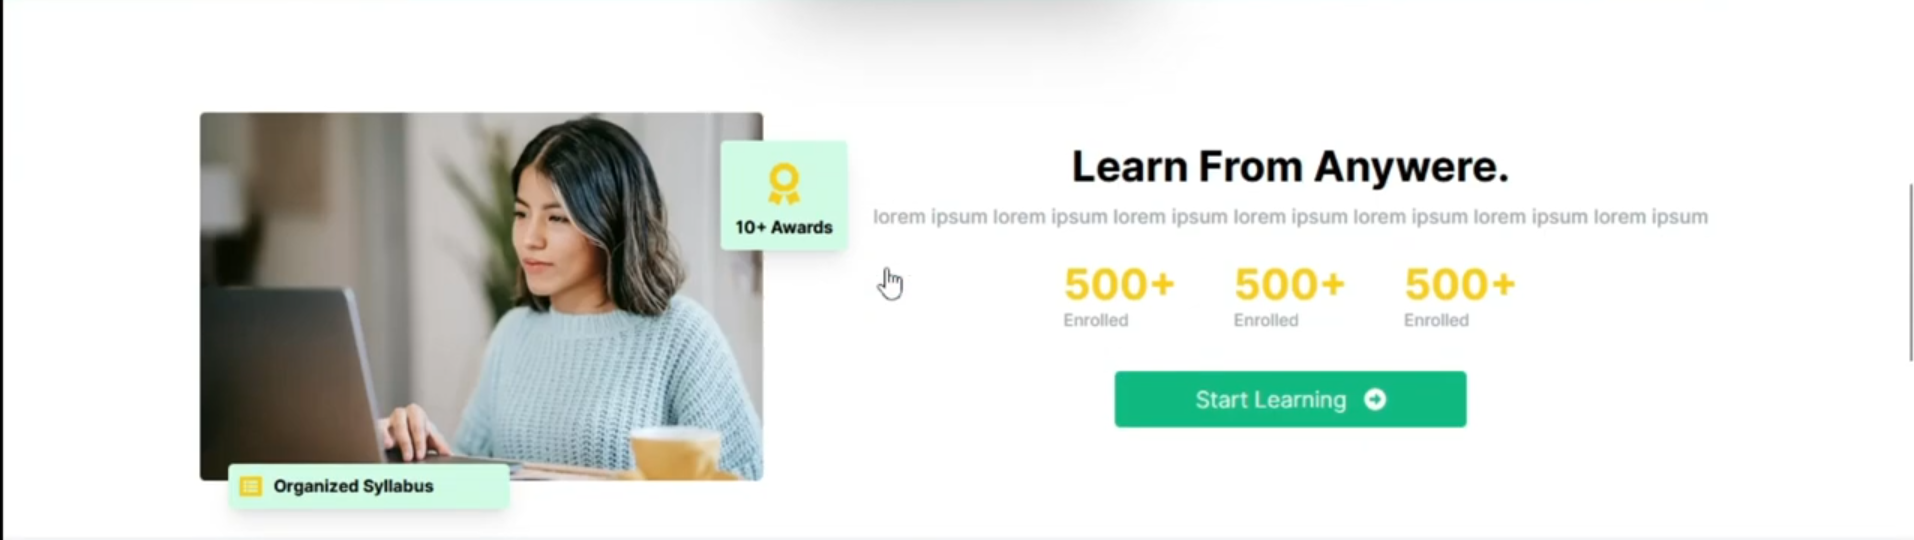 10+ Awards
Organized Syllabus
Learn From Anywere.
lorem ipsum lorem ipsum lorem ipsum lorem ipsum lorem ipsum lorem ipsum lorem ipsum
500+ 500+ 500+
Enrolled Enrolled Enrolled
Start Learning